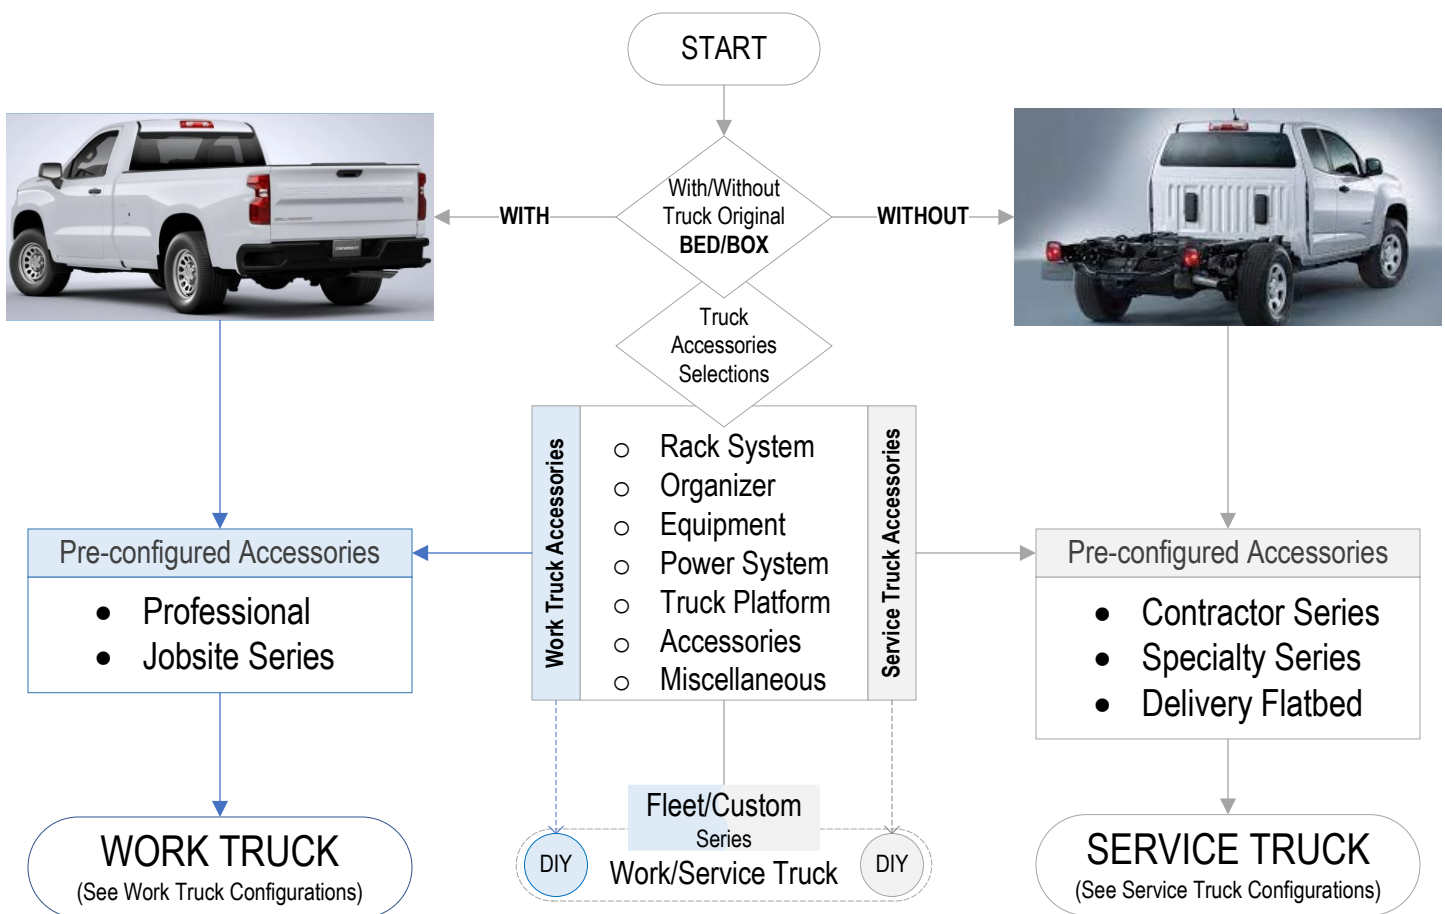 START
With/Without
Truck Original
BED/BOX
WITH
WITHOUT
CHEVROLET
Truck
Accessories
Selections
Work Truck Accessories
Service Truck Accessories
o Rack System
o Organizer
o Equipment
o Power System
o Truck Platform
o Accessories
o Miscellaneous
Pre-configured Accessories
• Professional
• Jobsite Series
Pre-configured Accessories
• Contractor Series
• Specialty Series
• Delivery Flatbed
WORK TRUCK
(See Work Truck Configurations)
Fleet/Custom
Series
DIY
Work/Service Truck
DIY
SERVICE TRUCK
(See Service Truck Configurations)